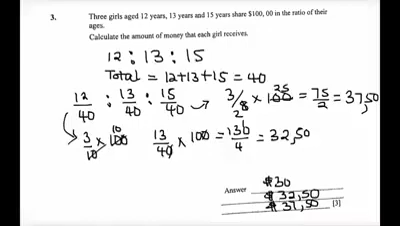 3. Three girls aged 12 years, 13 years and 15 years share $100, 00 in the ratio of their
ages.
Calculate the amount of money that each girl receives.
12 : 13 : 15
Total = 12+13+15 = 40
12/40 : 13/40 : 15/40 → 3/8 × 100 25 2 = 75/2 = 37,50
3/10 × 100 10 13/40 × 100 = 130/4 = 32,50
Answer $30
$32,50
$37,50 [3]